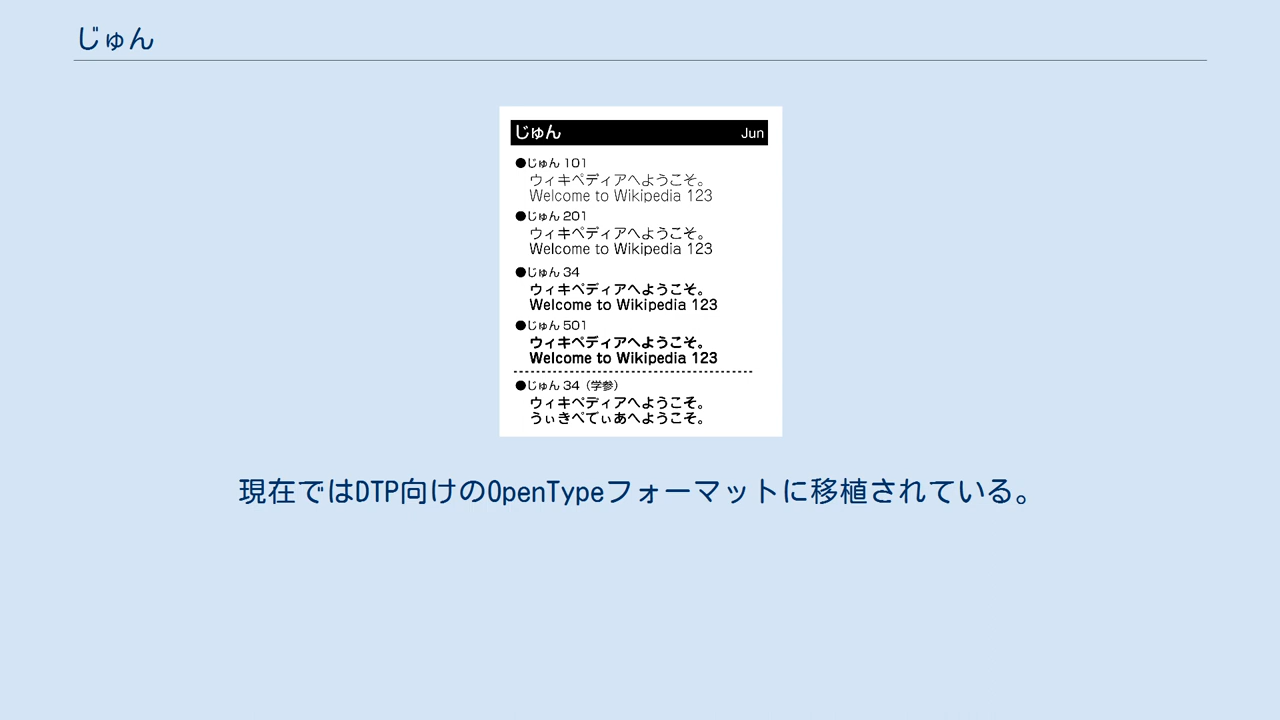 じゅん
じゅん Jun
●じゅん 101
ウィキペディアへようこそ。
Welcome to Wikipedia 123
●じゅん 201
ウィキペディアへようこそ。
Welcome to Wikipedia 123
●じゅん 34
ウィキペディアへようこそ。
Welcome to Wikipedia 123
●じゅん 501
ウィキペディアへようこそ。
Welcome to Wikipedia 123
●じゅん 34（学参）
ウィキペディアへようこそ。
うぃきぺでぃあへようこそ。
現在ではDTP向けのOpenTypeフォーマットに移植されている。